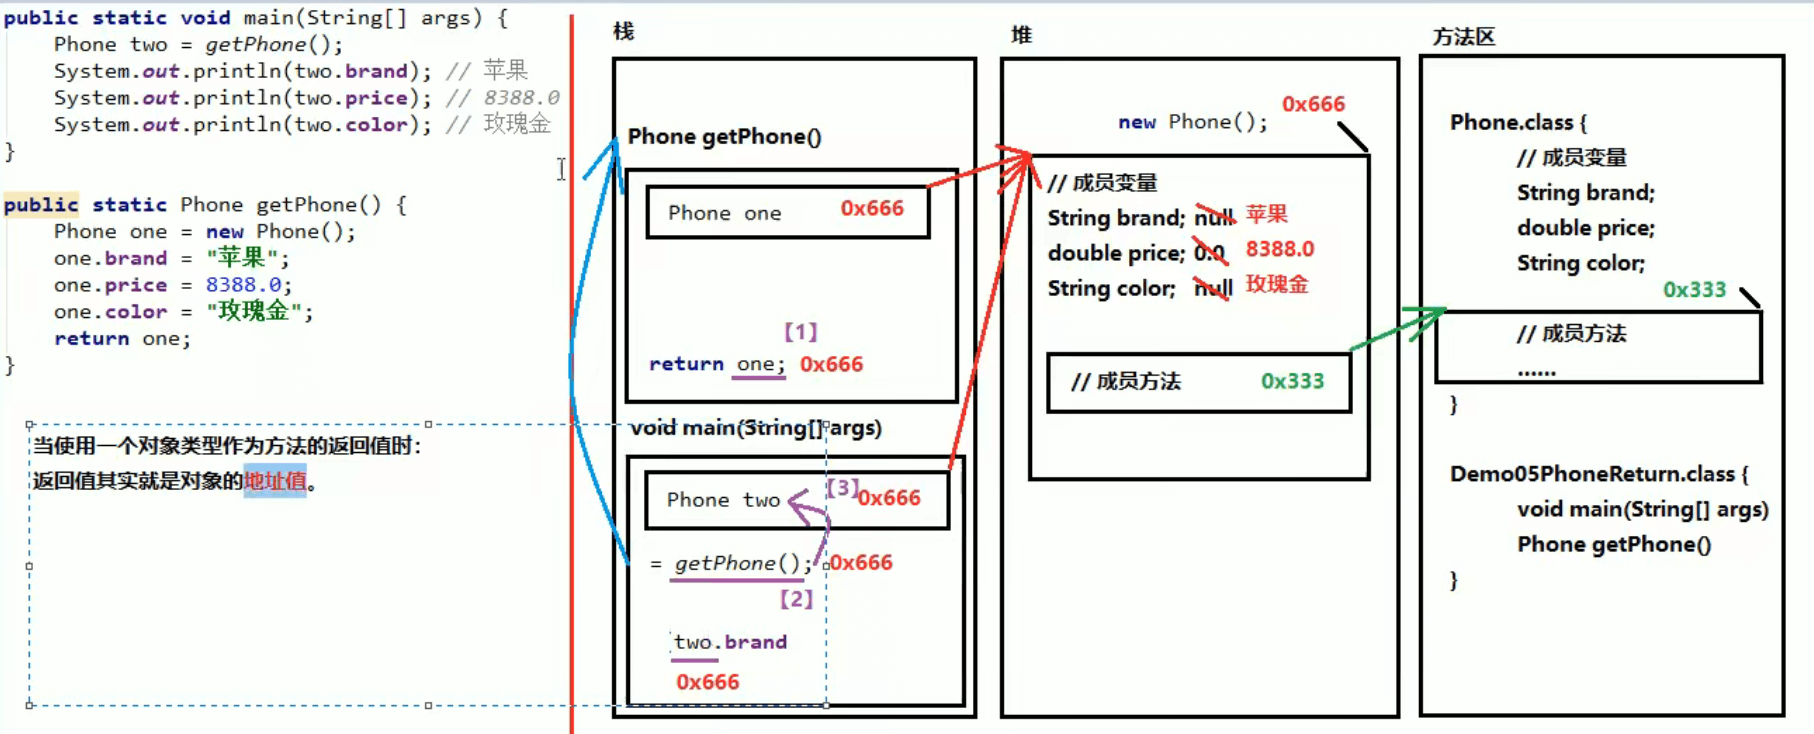 public static void main(String[] args) {
Phone two = getPhone();
System.out.println(two.brand); // 苹果
System.out.println(two.price); // 8388.0
System.out.println(two.color); // 玫瑰金
}
public static Phone getPhone() {
Phone one = new Phone();
one.brand = "苹果";
one.price = 8388.0;
one.color = "玫瑰金";
return one;
}
当使用一个对象类型作为方法的返回值时：
返回值其实就是对象的地址值。
栈
Phone getPhone()
Phone one 0x666
【1】
return one; 0x666
void main(String[] args)
Phone two 【3】 0x666
= getPhone(); 0x666
【2】
two.brand
0x666
堆
0x666
new Phone();
// 成员变量
String brand; null 苹果
double price; 0.0 8388.0
String color; null 玫瑰金
// 成员方法 0x333
方法区
Phone.class {
// 成员变量
String brand;
double price;
String color;
0x333
// 成员方法
......
}
Demo05PhoneReturn.class {
void main(String[] args)
Phone getPhone()
}